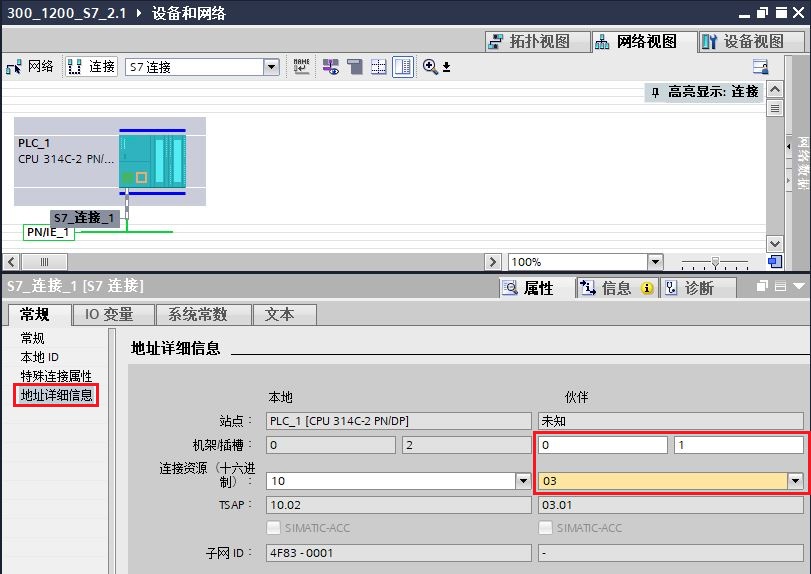 300_1200_S7_2.1 ▸ 设备和网络
拓扑视图 网络视图 设备视图
网络 连接 S7 连接
高亮显示: 连接
PLC_1
CPU 314C-2 PN/...
S7_连接_1
PN/IE_1
网络数据
100%
S7_连接_1 [S7 连接]
属性 信息 诊断
常规 IO 变量 系统常数 文本
常规
本地 ID
特殊连接属性
地址详细信息
地址详细信息
本地 伙伴
站点： PLC_1 [CPU 314C-2 PN/DP] 未知
机架/插槽： 0 2 0 1
连接资源（十六进
制）： 10 03
TSAP： 10.02 03.01
SIMATIC-ACC SIMATIC-ACC
子网 ID： 4F83 - 0001 -